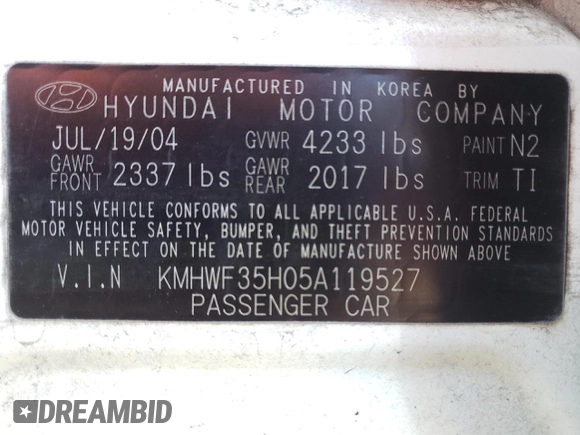 MANUFACTURED IN KOREA BY
HYUNDAI MOTOR COMPANY
JUL/19/04 GVWR 4233 lbs PAINT N2
GAWR FRONT 2337 lbs GAWR REAR 2017 lbs TRIM TI
THIS VEHICLE CONFORMS TO ALL APPLICABLE U.S.A. FEDERAL
MOTOR VEHICLE SAFETY, BUMPER, AND THEFT PREVENTION STANDARDS
IN EFFECT ON THE DATE OF MANUFACTURE SHOWN ABOVE
V.I.N KMHWF35H05A119527
PASSENGER CAR
DREAMBID